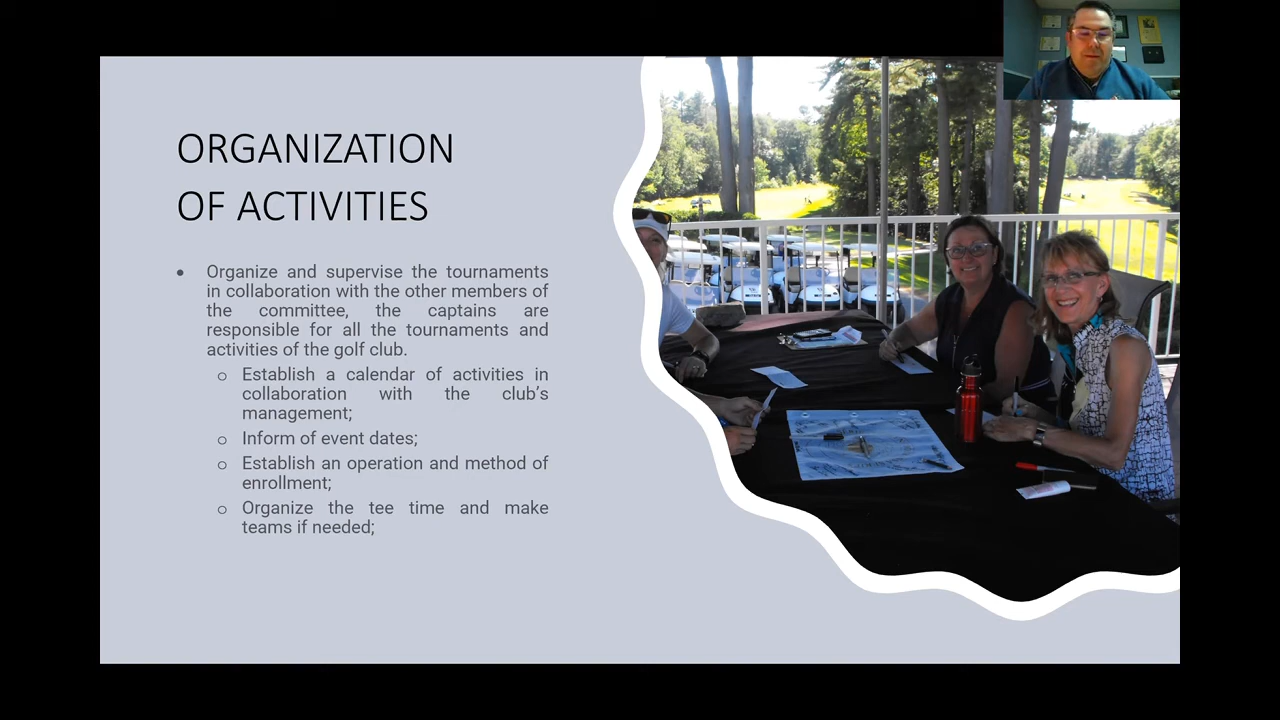 ORGANIZATION
OF ACTIVITIES
• Organize and supervise the tournaments
in collaboration with the other members of
the committee, the captains are
responsible for all the tournaments and
activities of the golf club.
o Establish a calendar of activities in
collaboration with the club's
management;
o Inform of event dates;
o Establish an operation and method of
enrollment;
o Organize the tee time and make
teams if needed;